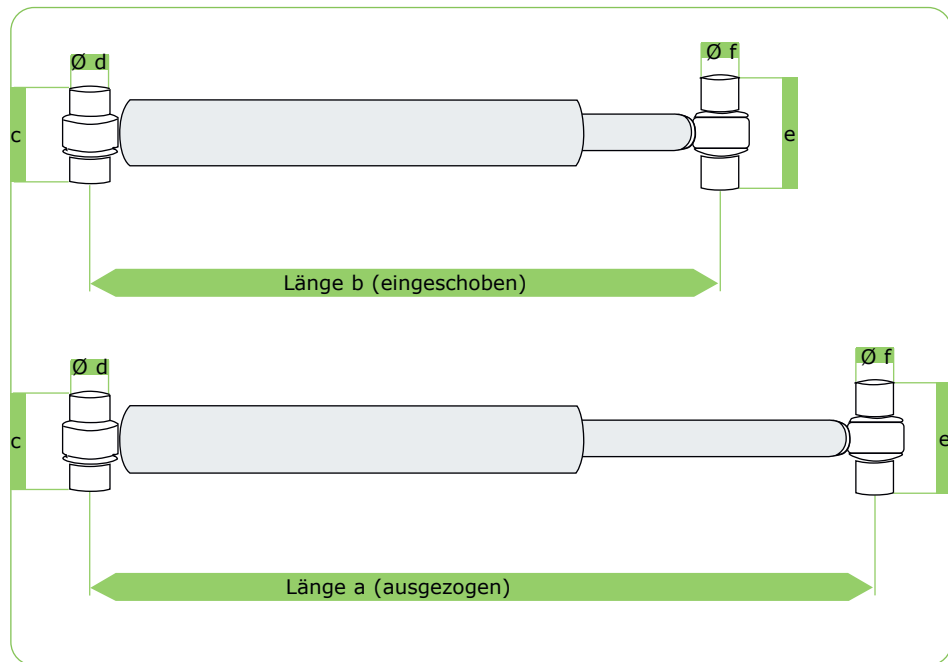 Ø d
Ø f
c
e
Länge b (eingeschoben)
Ø d
Ø f
c
e
Länge a (ausgezogen)